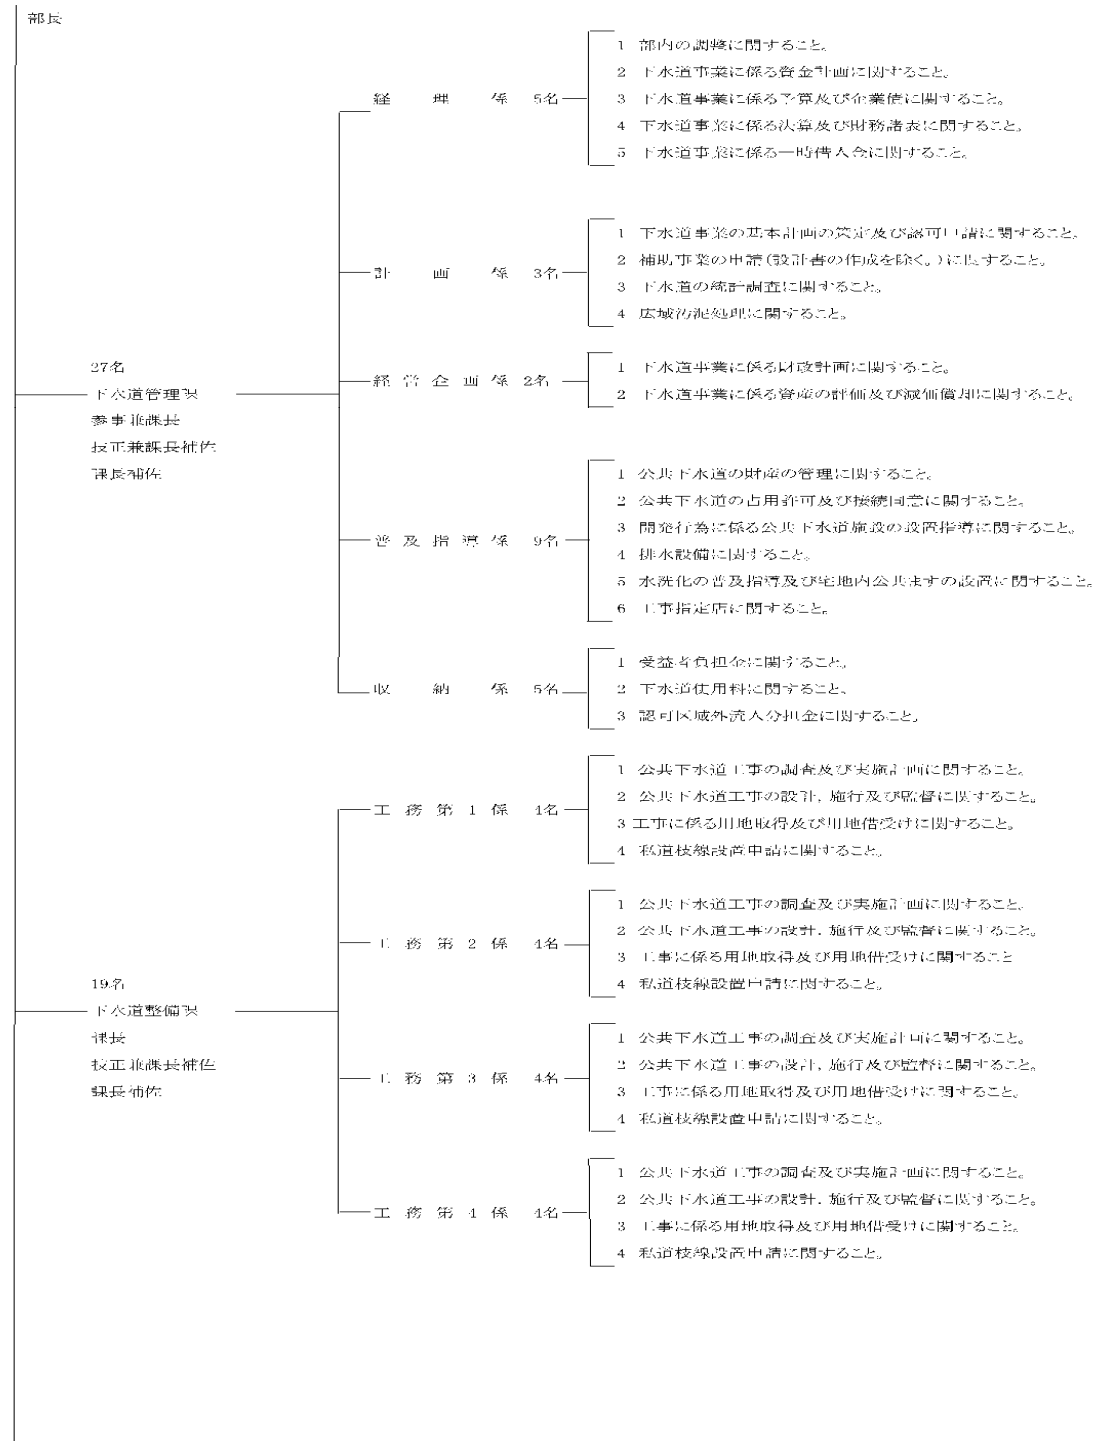 部長
経理係 5名
1 部内の調整に関すること。
2 下水道事業に係る資金計画に関すること。
3 下水道事業に係る予算及び企業債に関すること。
4 下水道事業に係る決算及び財務諸表に関すること。
5 下水道事業に係る一時借入金に関すること。
計画係 3名
1 下水道事業の基本計画の策定及び認可申請に関すること。
2 補助事業の申請(設計書の作成を除く。)に関すること。
3 下水道の統計調査に関すること。
4 広域汚泥処理に関すること。
27名
下水道管理課
参事兼課長
技正兼課長補佐
課長補佐
経営企画係 2名
1 下水道事業に係る財政計画に関すること。
2 下水道事業に係る資産の評価及び減価償却に関すること。
普及指導係 9名
1 公共下水道の財産の管理に関すること。
2 公共下水道の占用許可及び接続同意に関すること。
3 開発行為に係る公共下水道施設の設置指導に関すること。
4 排水設備に関すること。
5 水洗化の普及指導及び宅地内公共ますの設置に関すること。
6 工事指定店に関すること。
収納係 5名
1 受益者負担金に関すること。
2 下水道使用料に関すること。
3 認可区域外流入分担金に関すること。
工務第1係 4名
1 公共下水道工事の調査及び実施計画に関すること。
2 公共下水道工事の設計，施行及び監督に関すること。
3 工事に係る用地取得及び用地借受けに関すること。
4 私道枝線設置申請に関すること。
工務第2係 4名
1 公共下水道工事の調査及び実施計画に関すること。
2 公共下水道工事の設計，施行及び監督に関すること。
3 工事に係る用地取得及び用地借受けに関すること
4 私道枝線設置申請に関すること。
19名
下水道整備課
課長
技正兼課長補佐
課長補佐
工務第3係 4名
1 公共下水道工事の調査及び実施計画に関すること。
2 公共下水道工事の設計，施行及び監督に関すること。
3 工事に係る用地取得及び用地借受けに関すること。
4 私道枝線設置申請に関すること。
工務第4係 4名
1 公共下水道工事の調査及び実施計画に関すること。
2 公共下水道工事の設計，施行及び監督に関すること。
3 工事に係る用地取得及び用地借受けに関すること。
4 私道枝線設置申請に関すること。